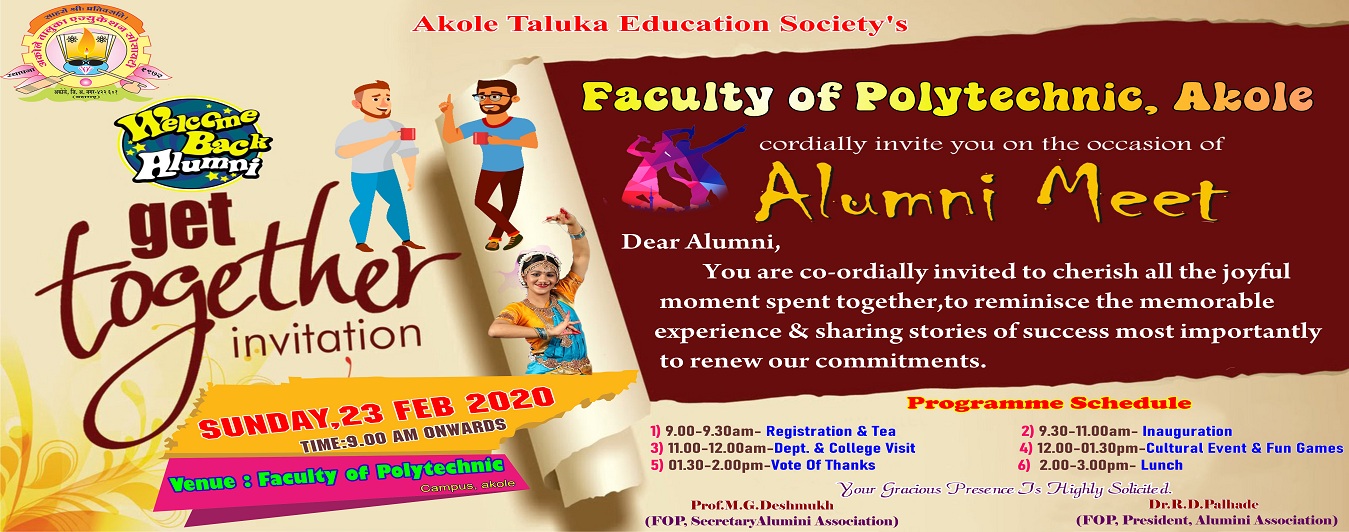 Akole Taluka Education Society's
Welcome
Back
Alumni
get
together
invitation
SUNDAY,23 FEB 2020
TIME:9.00 AM ONWARDS
Venue : Faculty of Polytechnic
Campus, akole
Faculty of Polytechnic, Akole
cordially invite you on the occasion of
Alumni Meet
Dear Alumni,
You are co-ordially invited to cherish all the joyful
moment spent together,to reminisce the memorable
experience & sharing stories of success most importantly
to renew our commitments.
Programme Schedule
1) 9.00-9.30am- Registration & Tea
2) 9.30-11.00am- Inauguration
3) 11.00-12.00am-Dept. & College Visit
4) 12.00-01.30pm-Cultural Event & Fun Games
5) 01.30-2.00pm-Vote Of Thanks
6) 2.00-3.00pm- Lunch
Your Gracious Presence Is Highly Solicited.
Prof.M.G.Deshmukh
(FOP, SecretaryAlumini Association)
Dr.R.D.Palhade
(FOP, President, Alumini Association)